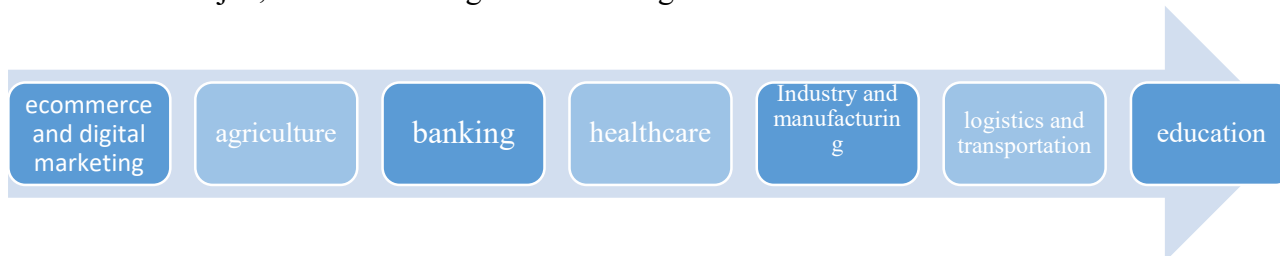 ecommerce
and digital
marketing
agriculture
banking
healthcare
Industry and
manufacturin
g
logistics and
transportation
education